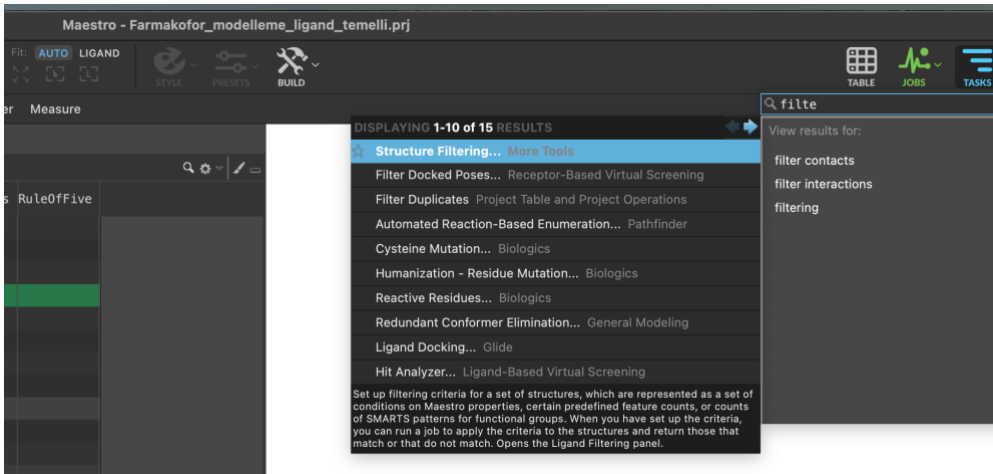 Maestro - Farmakofor_modelleme_ligand_temelli.prj
Fit: AUTO LIGAND
STYLE PRESETS BUILD TABLE JOBS TASKS
er Measure
filte
DISPLAYING 1-10 of 15 RESULTS
Structure Filtering... More Tools
Filter Docked Poses... Receptor-Based Virtual Screening
Filter Duplicates Project Table and Project Operations
Automated Reaction-Based Enumeration... Pathfinder
Cysteine Mutation... Biologics
Humanization - Residue Mutation... Biologics
Reactive Residues... Biologics
Redundant Conformer Elimination... General Modeling
Ligand Docking... Glide
Hit Analyzer... Ligand-Based Virtual Screening
Set up filtering criteria for a set of structures, which are represented as a set of
conditions on Maestro properties, certain predefined feature counts, or counts
of SMARTS patterns for functional groups. When you have set up the criteria,
you can run a job to apply the criteria to the structures and return those that
match or that do not match. Opens the Ligand Filtering panel.
View results for:
filter contacts
filter interactions
filtering
s RuleOfFive